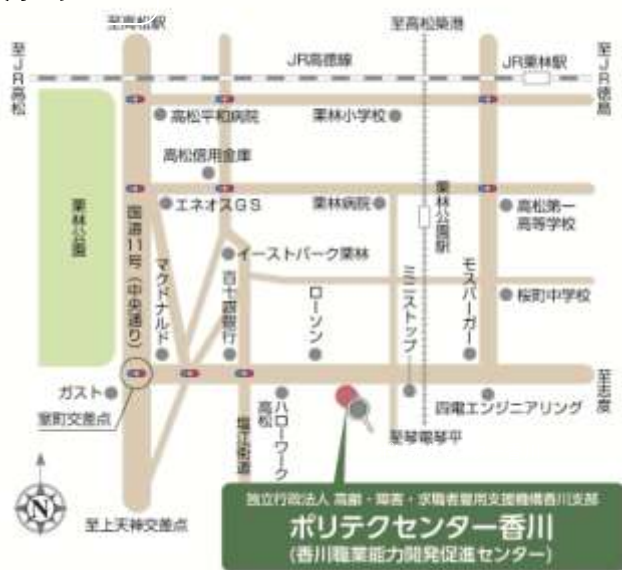 至高松駅
至高松築港
至JR高松
JR高徳線
JR栗林駅
至JR徳島
高松平和病院
栗林小学校
高松信用金庫
栗林公園
国道11号(中央通り)
エネオスGS
栗林病院
栗林公園駅
高松第一
高等学校
イーストパーク栗林
マクドナルド
百十四銀行
ローソン
ミニストップ
モスバーガー
桜町中学校
ガスト
室町交差点
塩江街道
ハローワーク
高松
四電エンジニアリング
至志度
至琴電琴平
N
至上天神交差点
独立行政法人 高齢・障害・求職者雇用支援機構香川支部
ポリテクセンター香川
(香川職業能力開発促進センター)